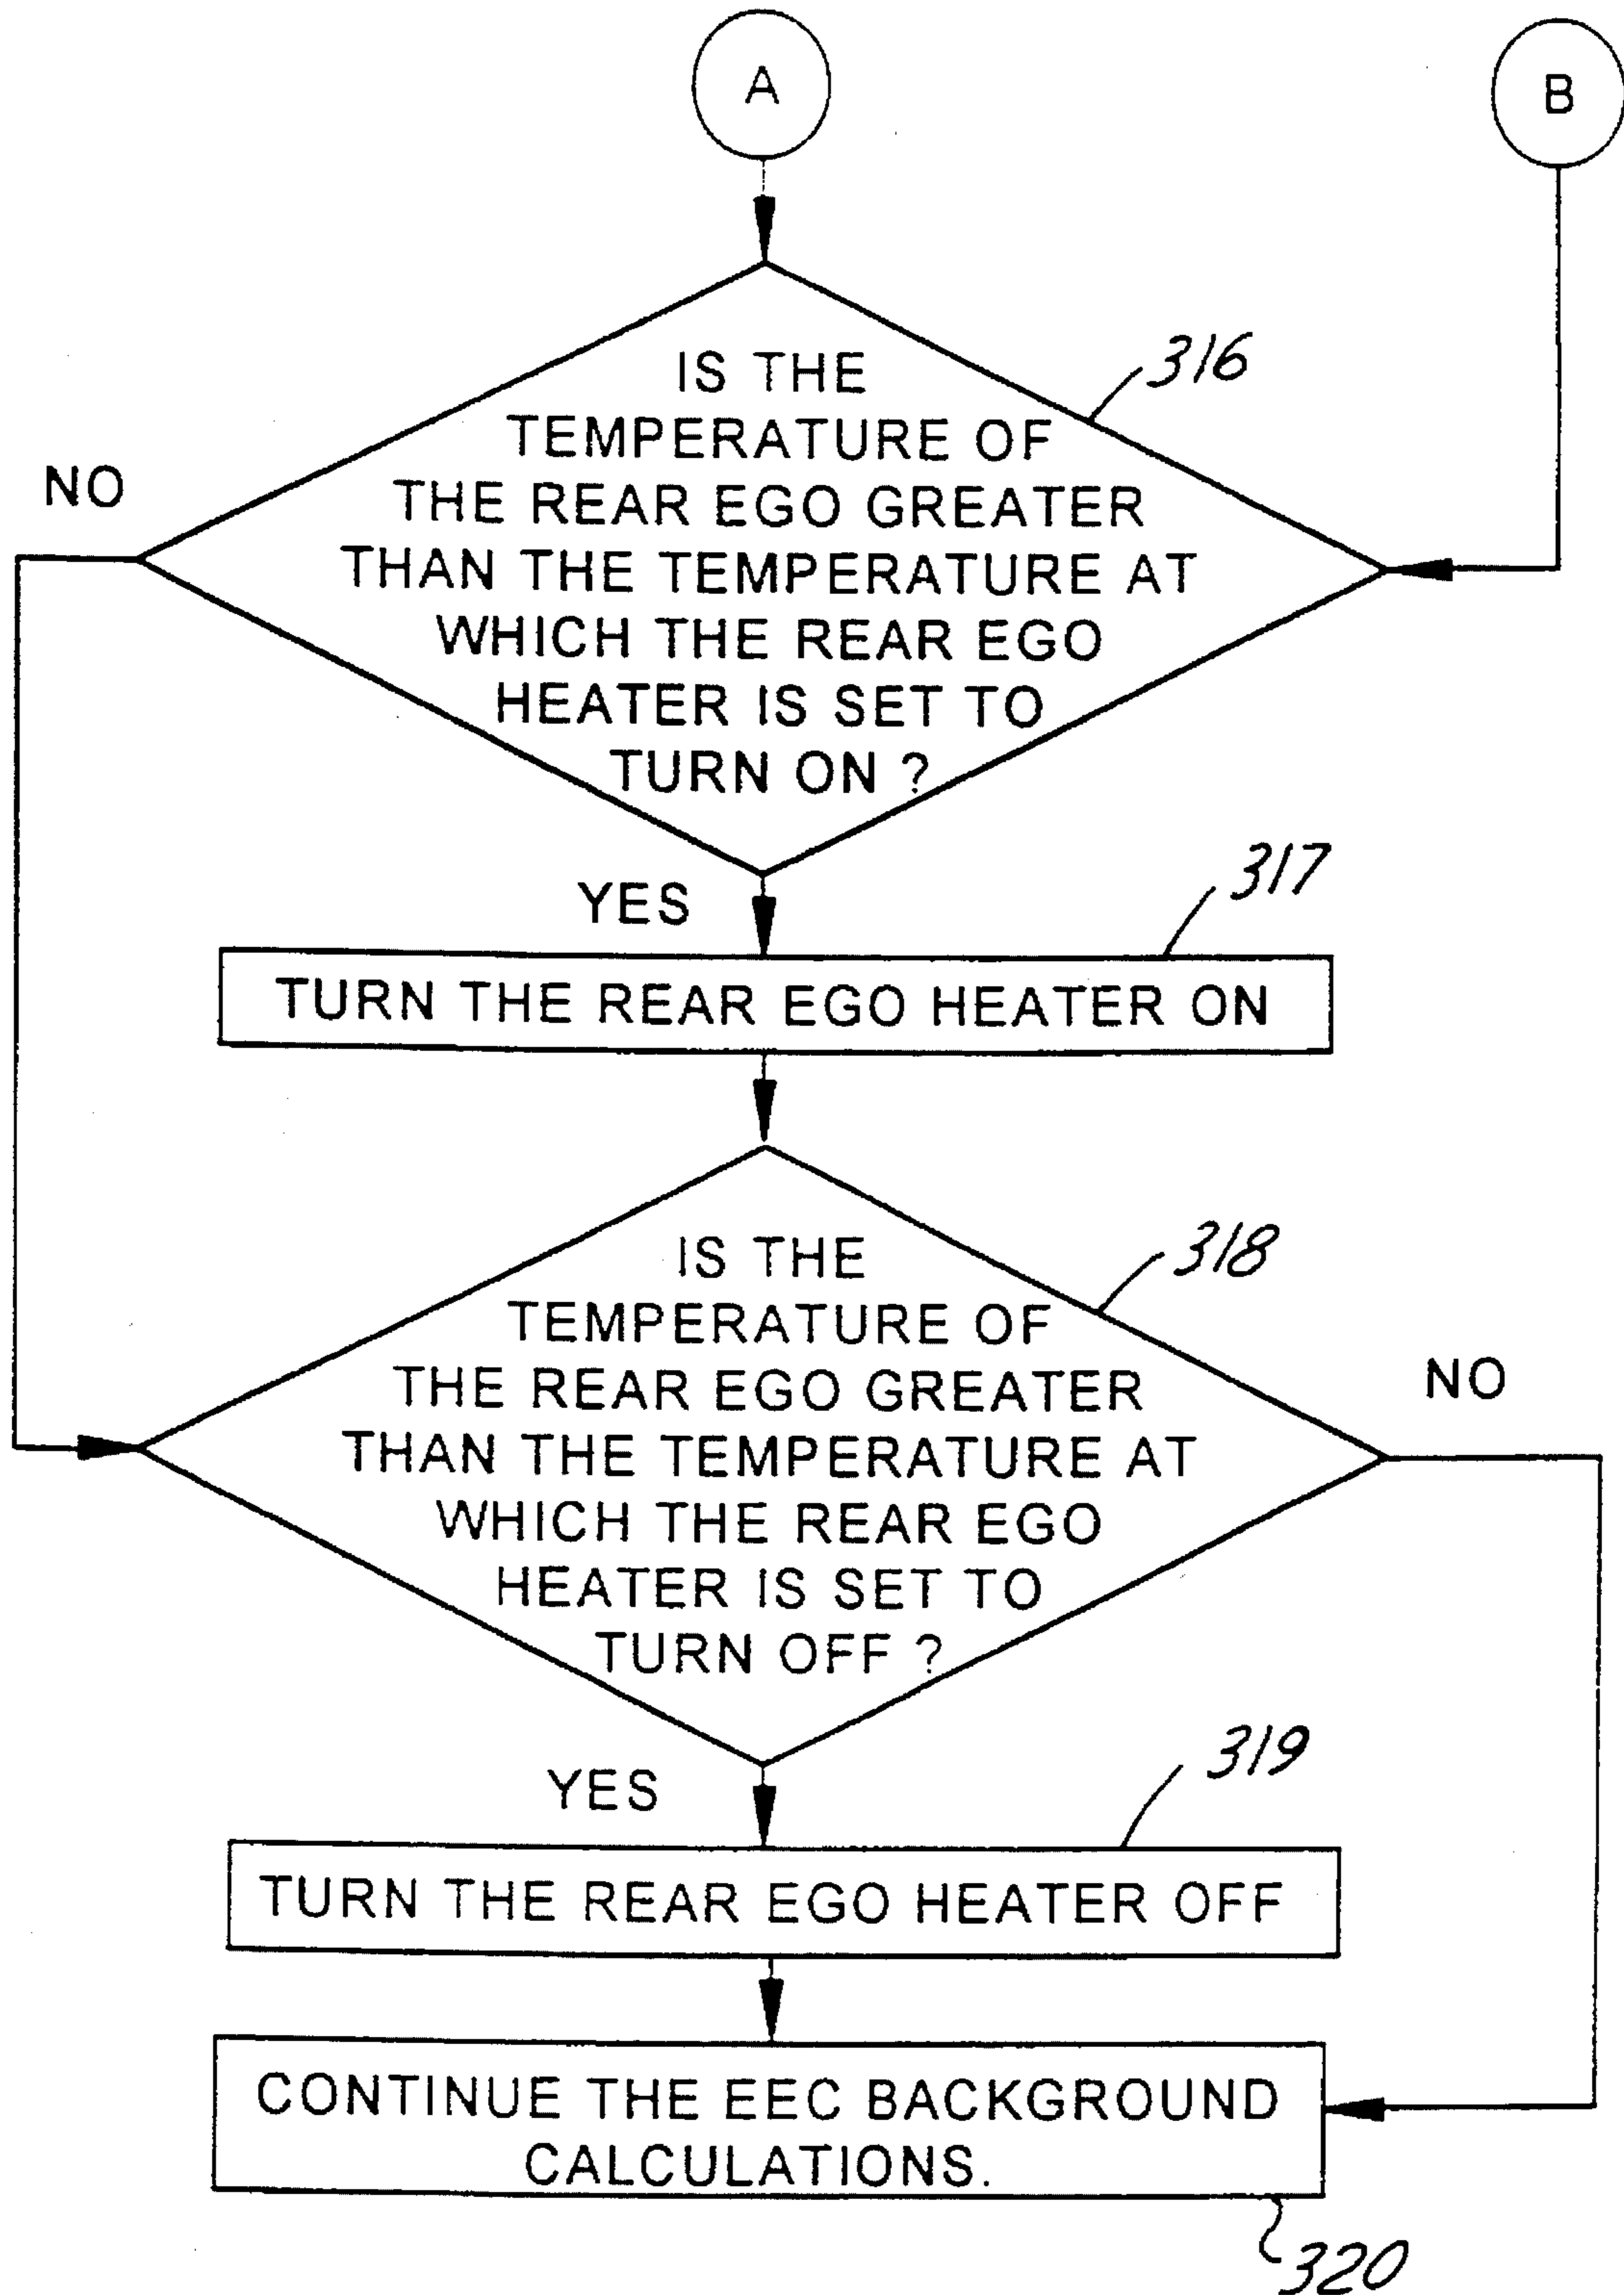 A
B
316
IS THE
TEMPERATURE OF
THE REAR EGO GREATER
THAN THE TEMPERATURE AT
WHICH THE REAR EGO
HEATER IS SET TO
TURN ON ?
NO
YES
317
TURN THE REAR EGO HEATER ON
318
IS THE
TEMPERATURE OF
THE REAR EGO GREATER
THAN THE TEMPERATURE AT
WHICH THE REAR EGO
HEATER IS SET TO
TURN OFF ?
NO
YES
319
TURN THE REAR EGO HEATER OFF
CONTINUE THE EEC BACKGROUND
CALCULATIONS.
320